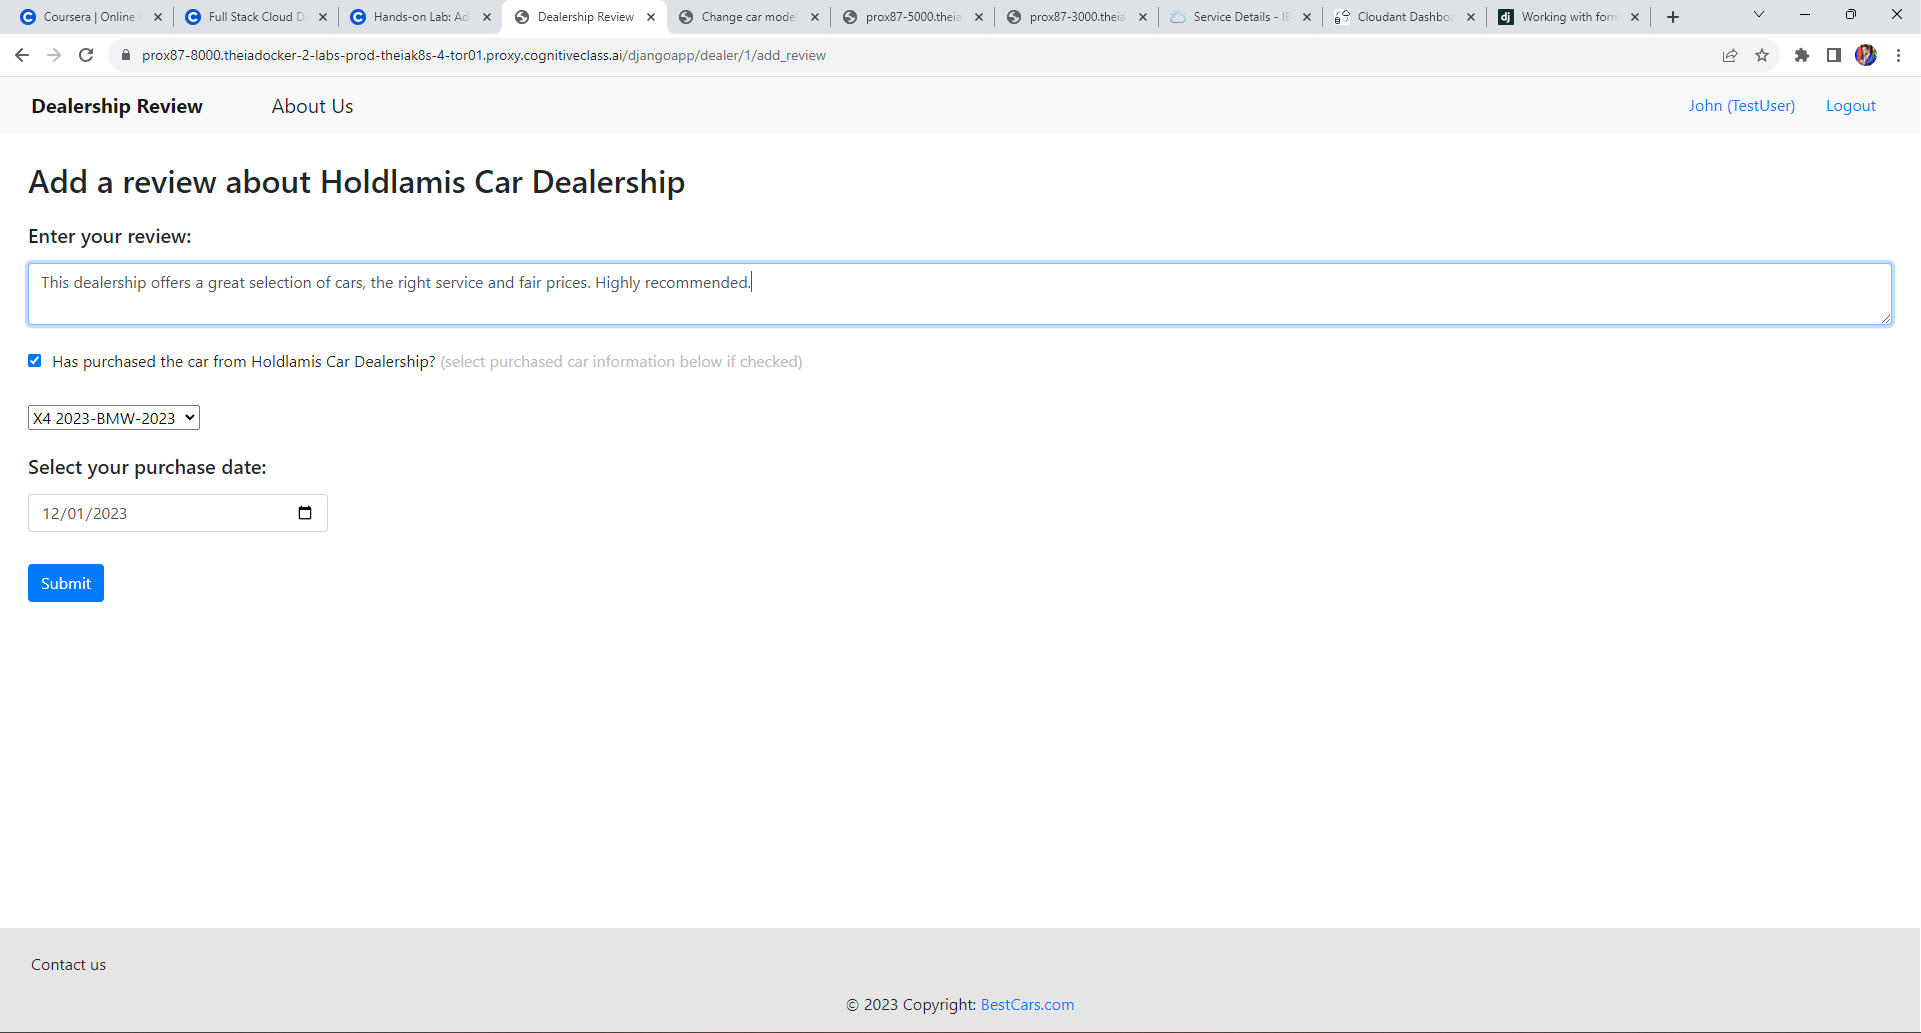 Coursera | Online
Full Stack Cloud D
Hands-on Lab: Ad
Dealership Review
Change car model
prox87-5000.theia
prox87-3000.theia
Service Details - IB
Cloudant Dashboa
Working with form
prox87-8000.theiadocker-2-labs-prod-theiak8s-4-tor01.proxy.cognitiveclass.ai/djangoapp/dealer/1/add_review
Dealership Review
About Us
John (TestUser)
Logout
Add a review about Holdlamis Car Dealership
Enter your review:
This dealership offers a great selection of cars, the right service and fair prices. Highly recommended.
Has purchased the car from Holdlamis Car Dealership? (select purchased car information below if checked)
X4 2023-BMW-2023
Select your purchase date:
12/01/2023
Submit
Contact us
© 2023 Copyright: BestCars.com